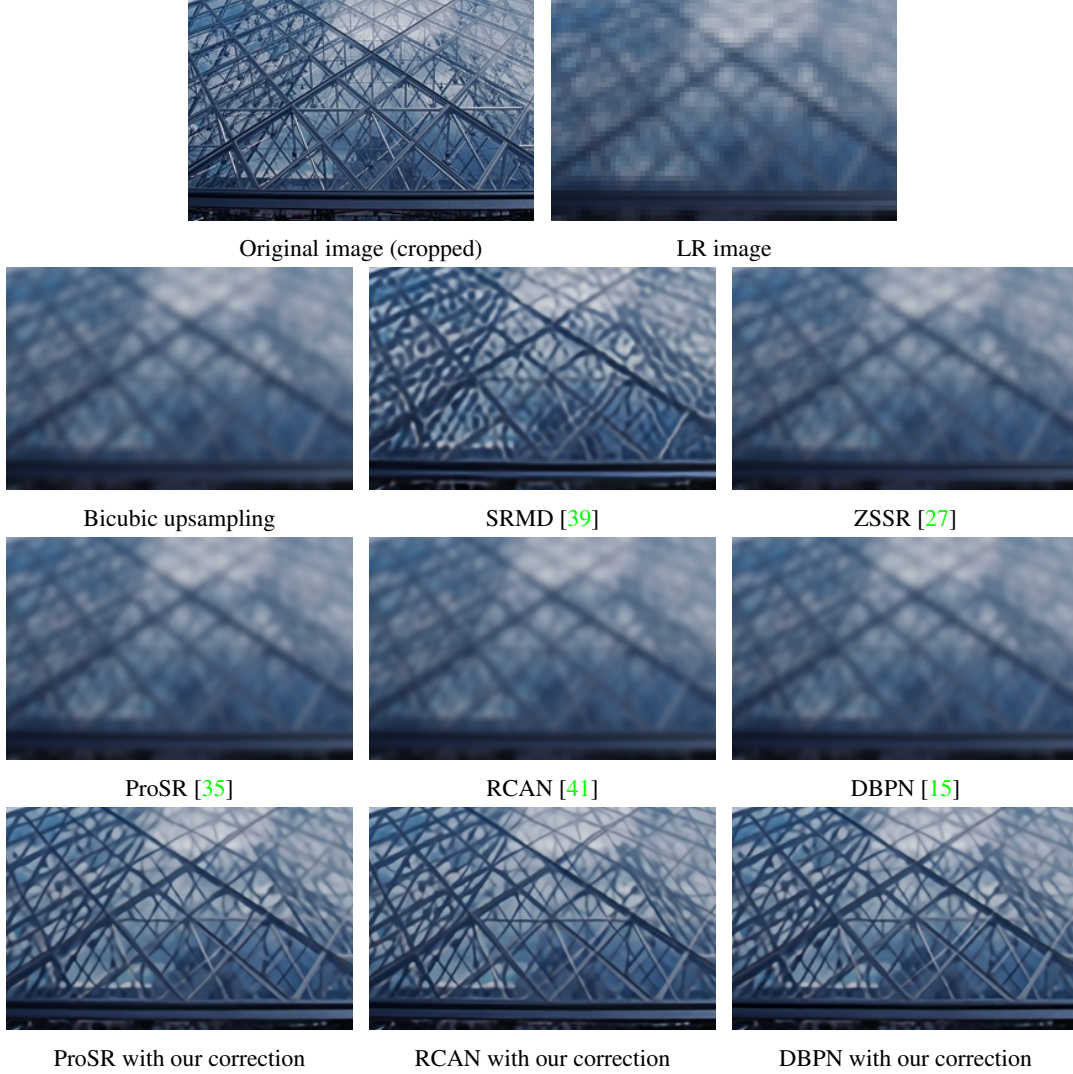 Original image (cropped)
LR image
Bicubic upsampling
SRMD [39]
ZSSR [27]
ProSR [35]
RCAN [41]
DBPN [15]
ProSR with our correction
RCAN with our correction
DBPN with our correction